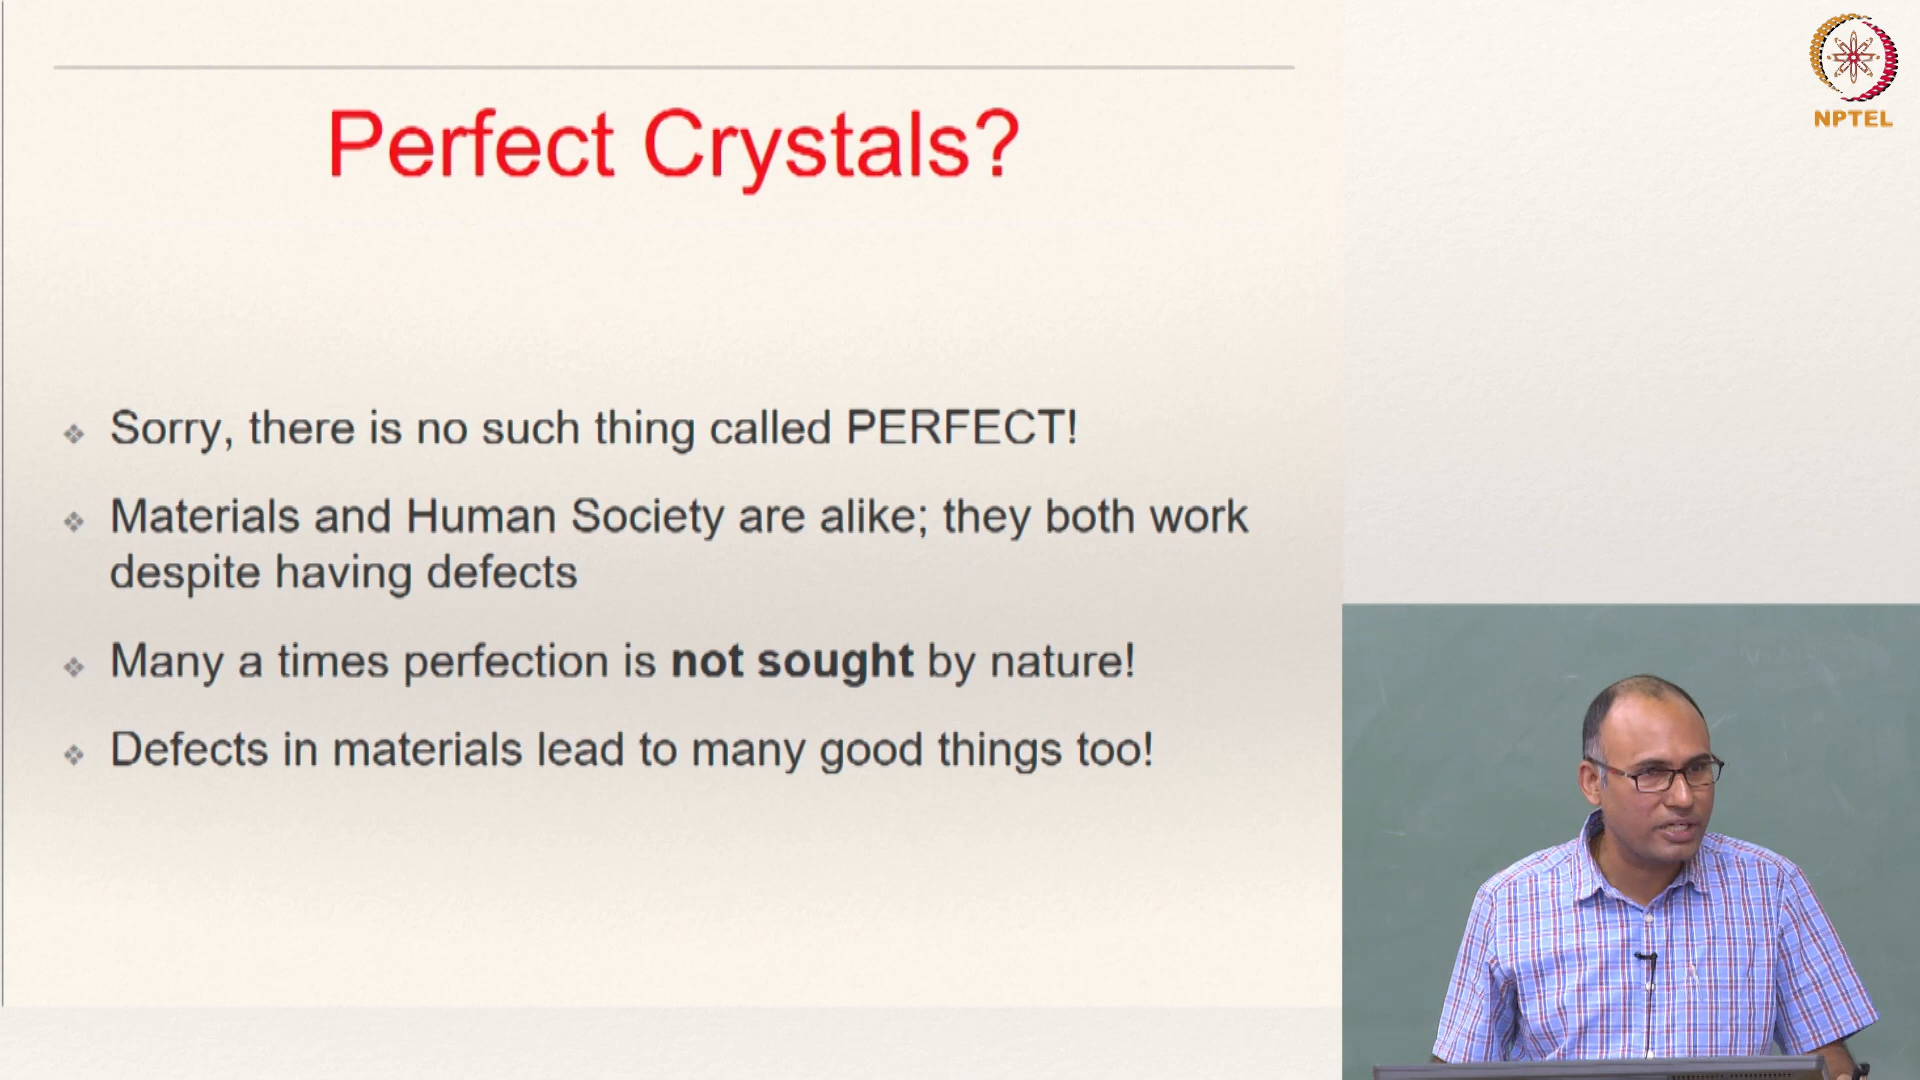 Perfect Crystals?
Sorry, there is no such thing called PERFECT!
Materials and Human Society are alike; they both work
despite having defects
Many a times perfection is not sought by nature!
Defects in materials lead to many good things too!
NPTEL